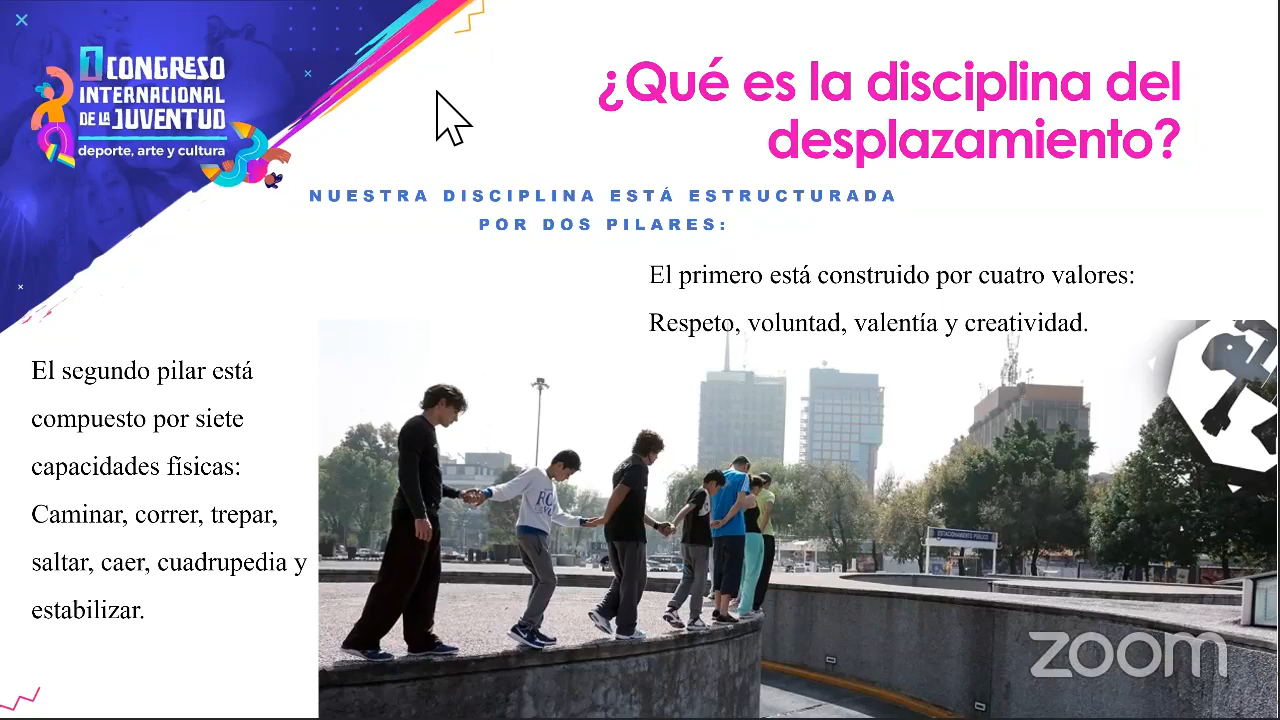 1 CONGRESO
INTERNACIONAL
DE LA JUVENTUD
deporte, arte y cultura
¿Qué es la disciplina del
desplazamiento?
NUESTRA DISCIPLINA ESTÁ ESTRUCTURADA
POR DOS PILARES:
El primero está construido por cuatro valores:
Respeto, voluntad, valentía y creatividad.
El segundo pilar está
compuesto por siete
capacidades físicas:
Caminar, correr, trepar,
saltar, caer, cuadrupedia y
estabilizar.
ESTACIONAMIENTO PÚBLICO
zoom